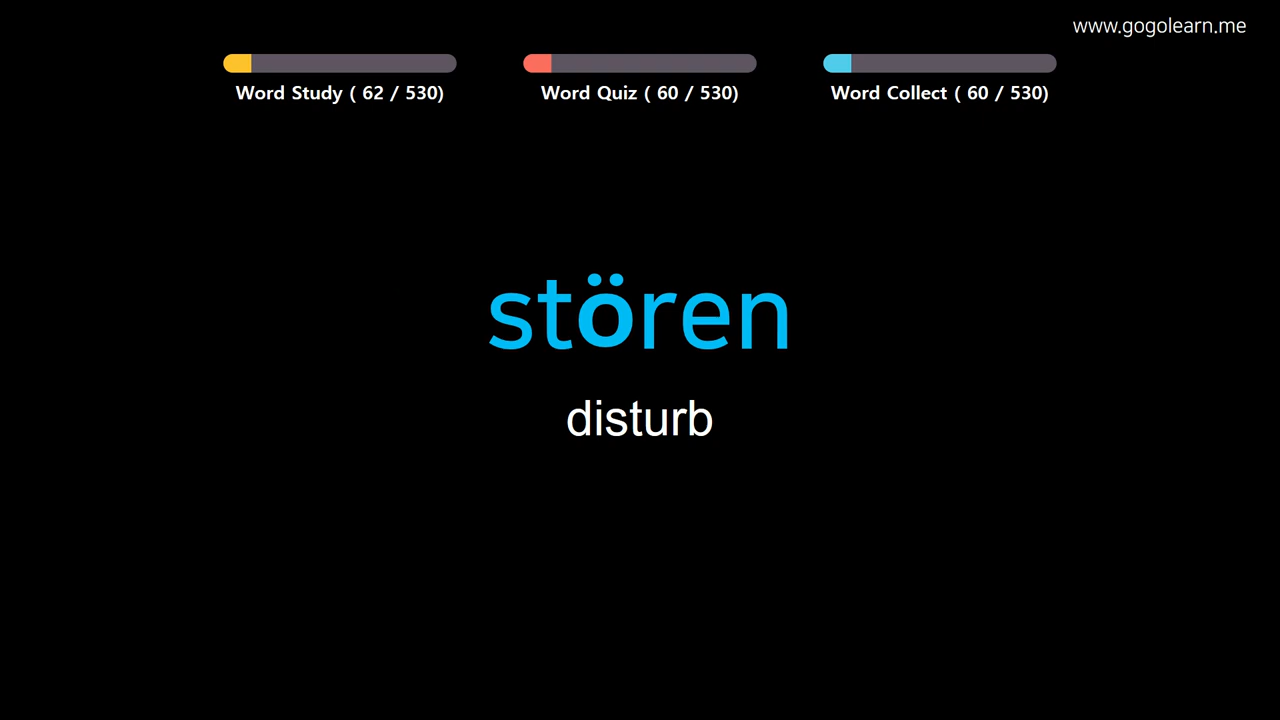 www.gogolearn.me
Word Study ( 62 / 530)
Word Quiz ( 60 / 530)
Word Collect ( 60 / 530)
stören
disturb